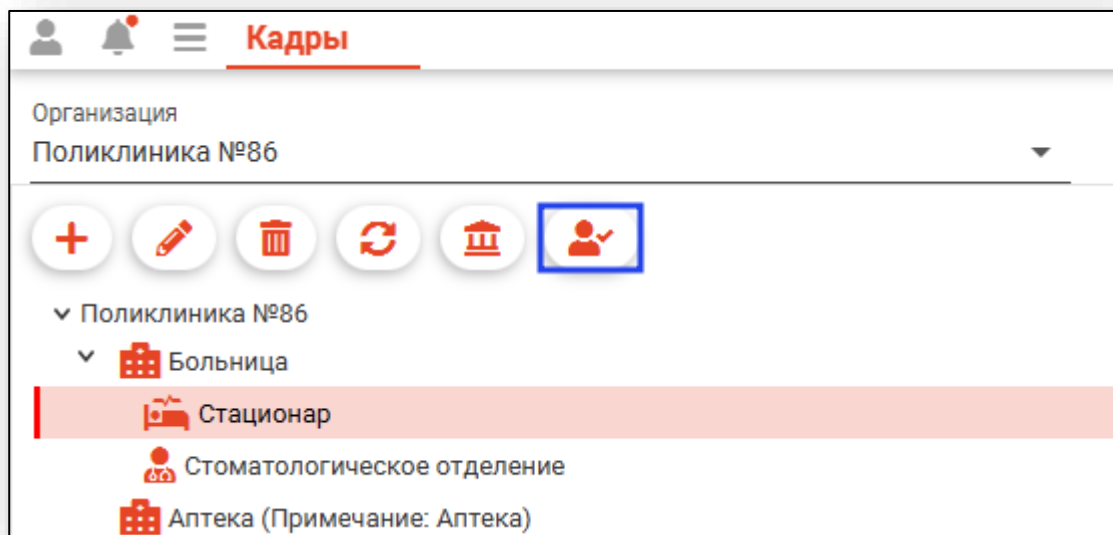 Кадры
Организация
Поликлиника №86
Поликлиника №86
Больница
Стационар
Стоматологическое отделение
Аптека (Примечание: Аптека)